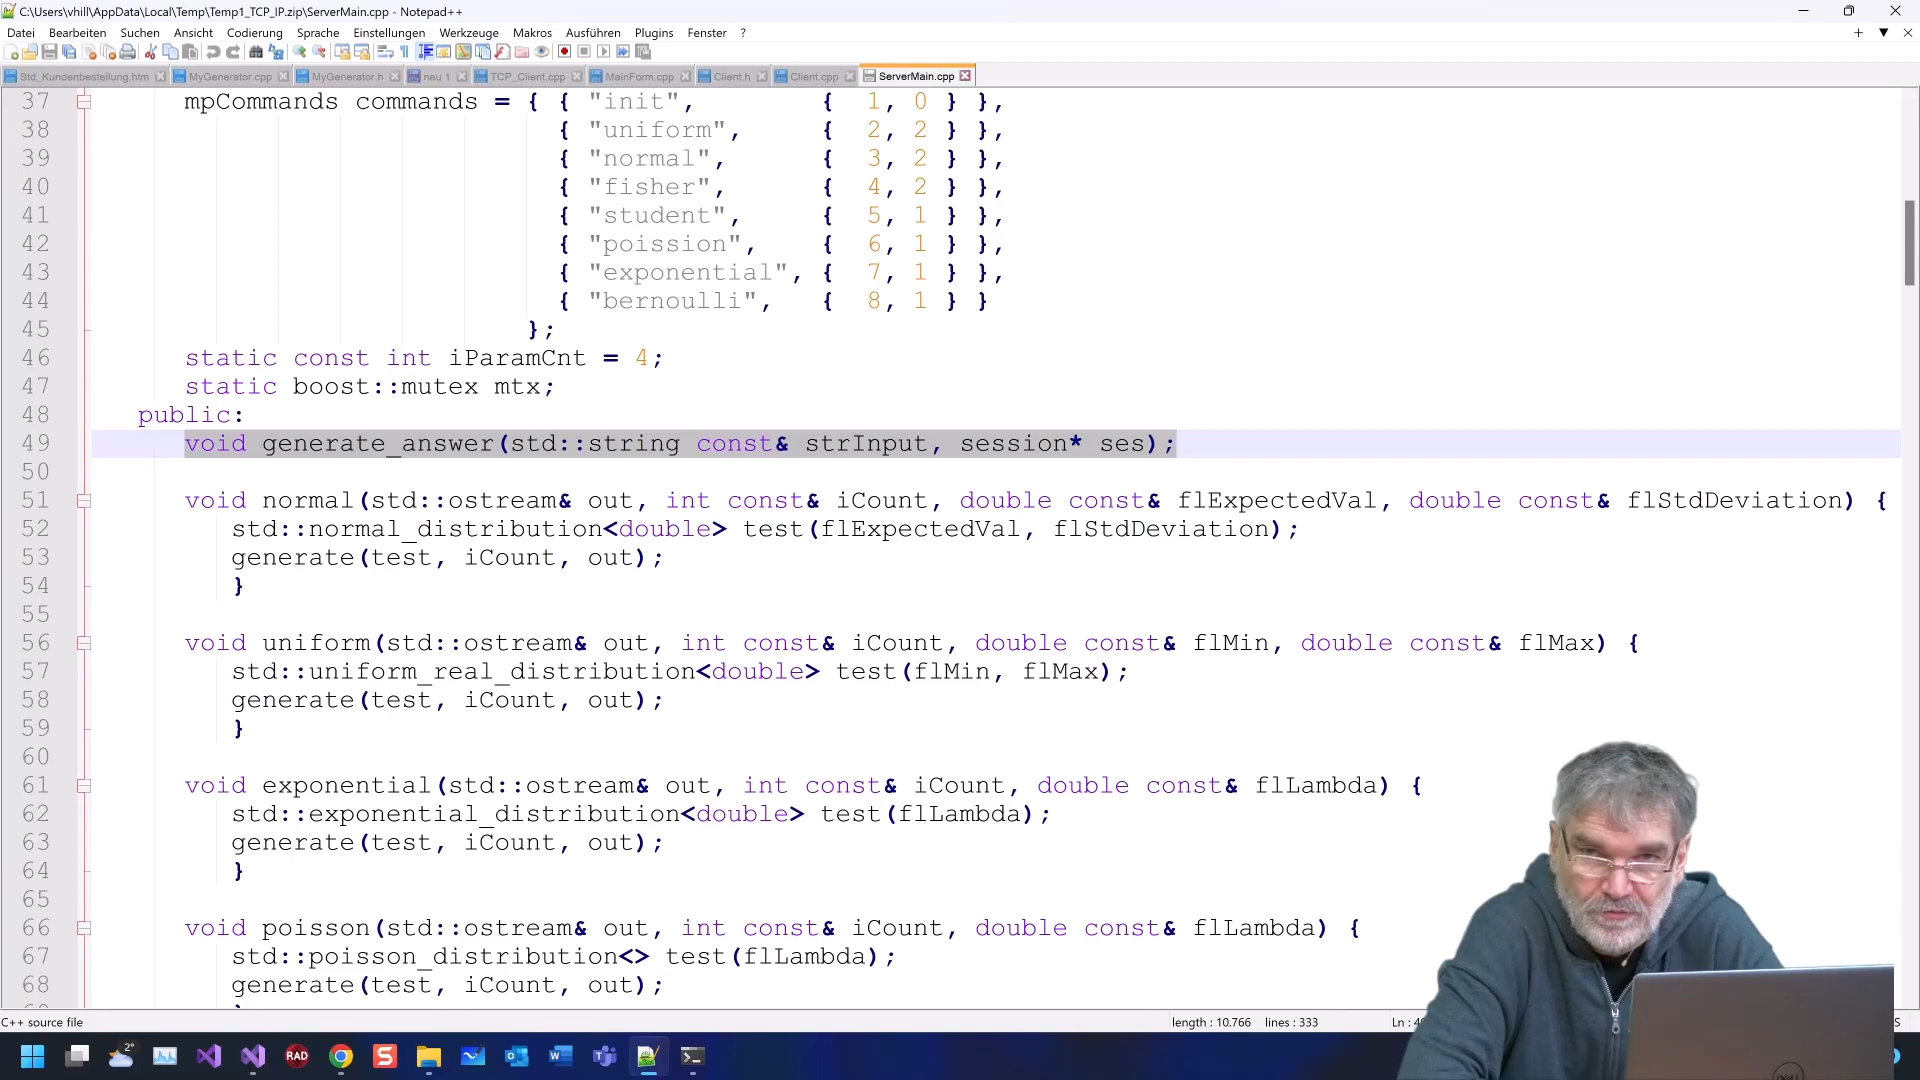 C:\Users\vhill\AppData\Local\Temp\Temp1_TCP_IP.zip\ServerMain.cpp - Notepad++
Datei Bearbeiten Suchen Ansicht Codierung Sprache Einstellungen Werkzeuge Makros Ausführen Plugins Fenster ?
Std_Kundenbestellung.htm MyGenerator.cpp MyGenerator.h neu 1 TCP_Client.cpp MainForm.cpp Client.h Client.cpp ServerMain.cpp
37 mpCommands commands = { { "init", { 1, 0 } },
38 { "uniform", { 2, 2 } },
39 { "normal", { 3, 2 } },
40 { "fisher", { 4, 2 } },
41 { "student", { 5, 1 } },
42 { "poission", { 6, 1 } },
43 { "exponential", { 7, 1 } },
44 { "bernoulli", { 8, 1 } }
45 };
46 static const int iParamCnt = 4;
47 static boost::mutex mtx;
48 public:
49 void generate_answer(std::string const& strInput, session* ses);
50
51 void normal(std::ostream& out, int const& iCount, double const& flExpectedVal, double const& flStdDeviation) {
52 std::normal_distribution<double> test(flExpectedVal, flStdDeviation);
53 generate(test, iCount, out);
54 }
55
56 void uniform(std::ostream& out, int const& iCount, double const& flMin, double const& flMax) {
57 std::uniform_real_distribution<double> test(flMin, flMax);
58 generate(test, iCount, out);
59 }
60
61 void exponential(std::ostream& out, int const& iCount, double const& flLambda) {
62 std::exponential_distribution<double> test(flLambda);
63 generate(test, iCount, out);
64 }
65
66 void poisson(std::ostream& out, int const& iCount, double const& flLambda) {
67 std::poisson_distribution<> test(flLambda);
68 generate(test, iCount, out);
C++ source file length : 10.766 lines : 333 Ln :
2° RAD S
DELL